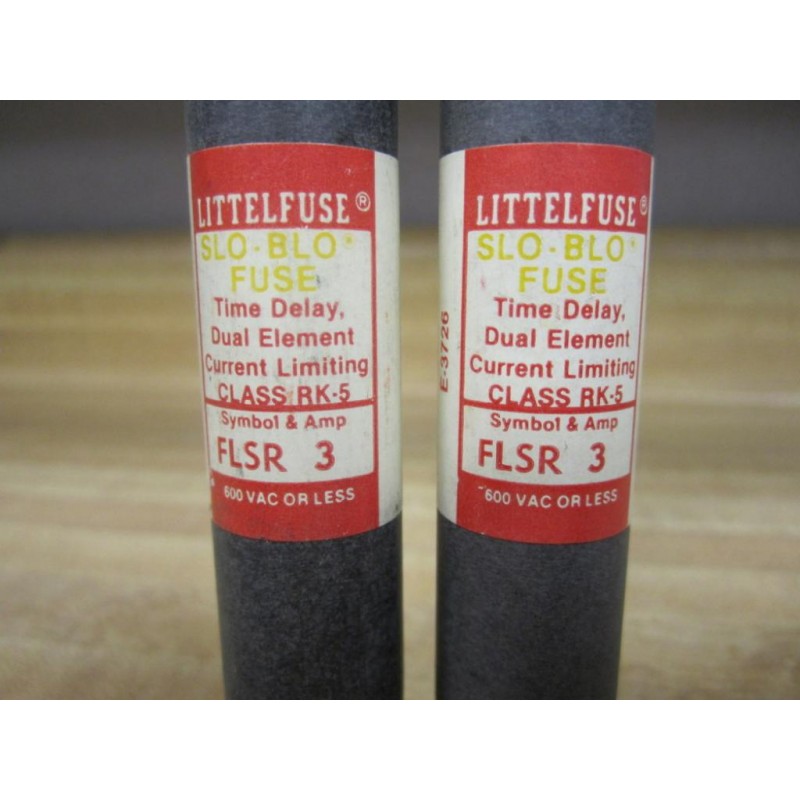 LITTELFUSE®
SLO-BLO®
FUSE
Time Delay,
Dual Element
Current Limiting
CLASS RK-5
Symbol & Amp
FLSR 3
600 VAC OR LESS
LITTELFUSE®
SLO-BLO®
FUSE
Time Delay,
Dual Element
Current Limiting
CLASS RK-5
Symbol & Amp
FLSR 3
600 VAC OR LESS
E-3726